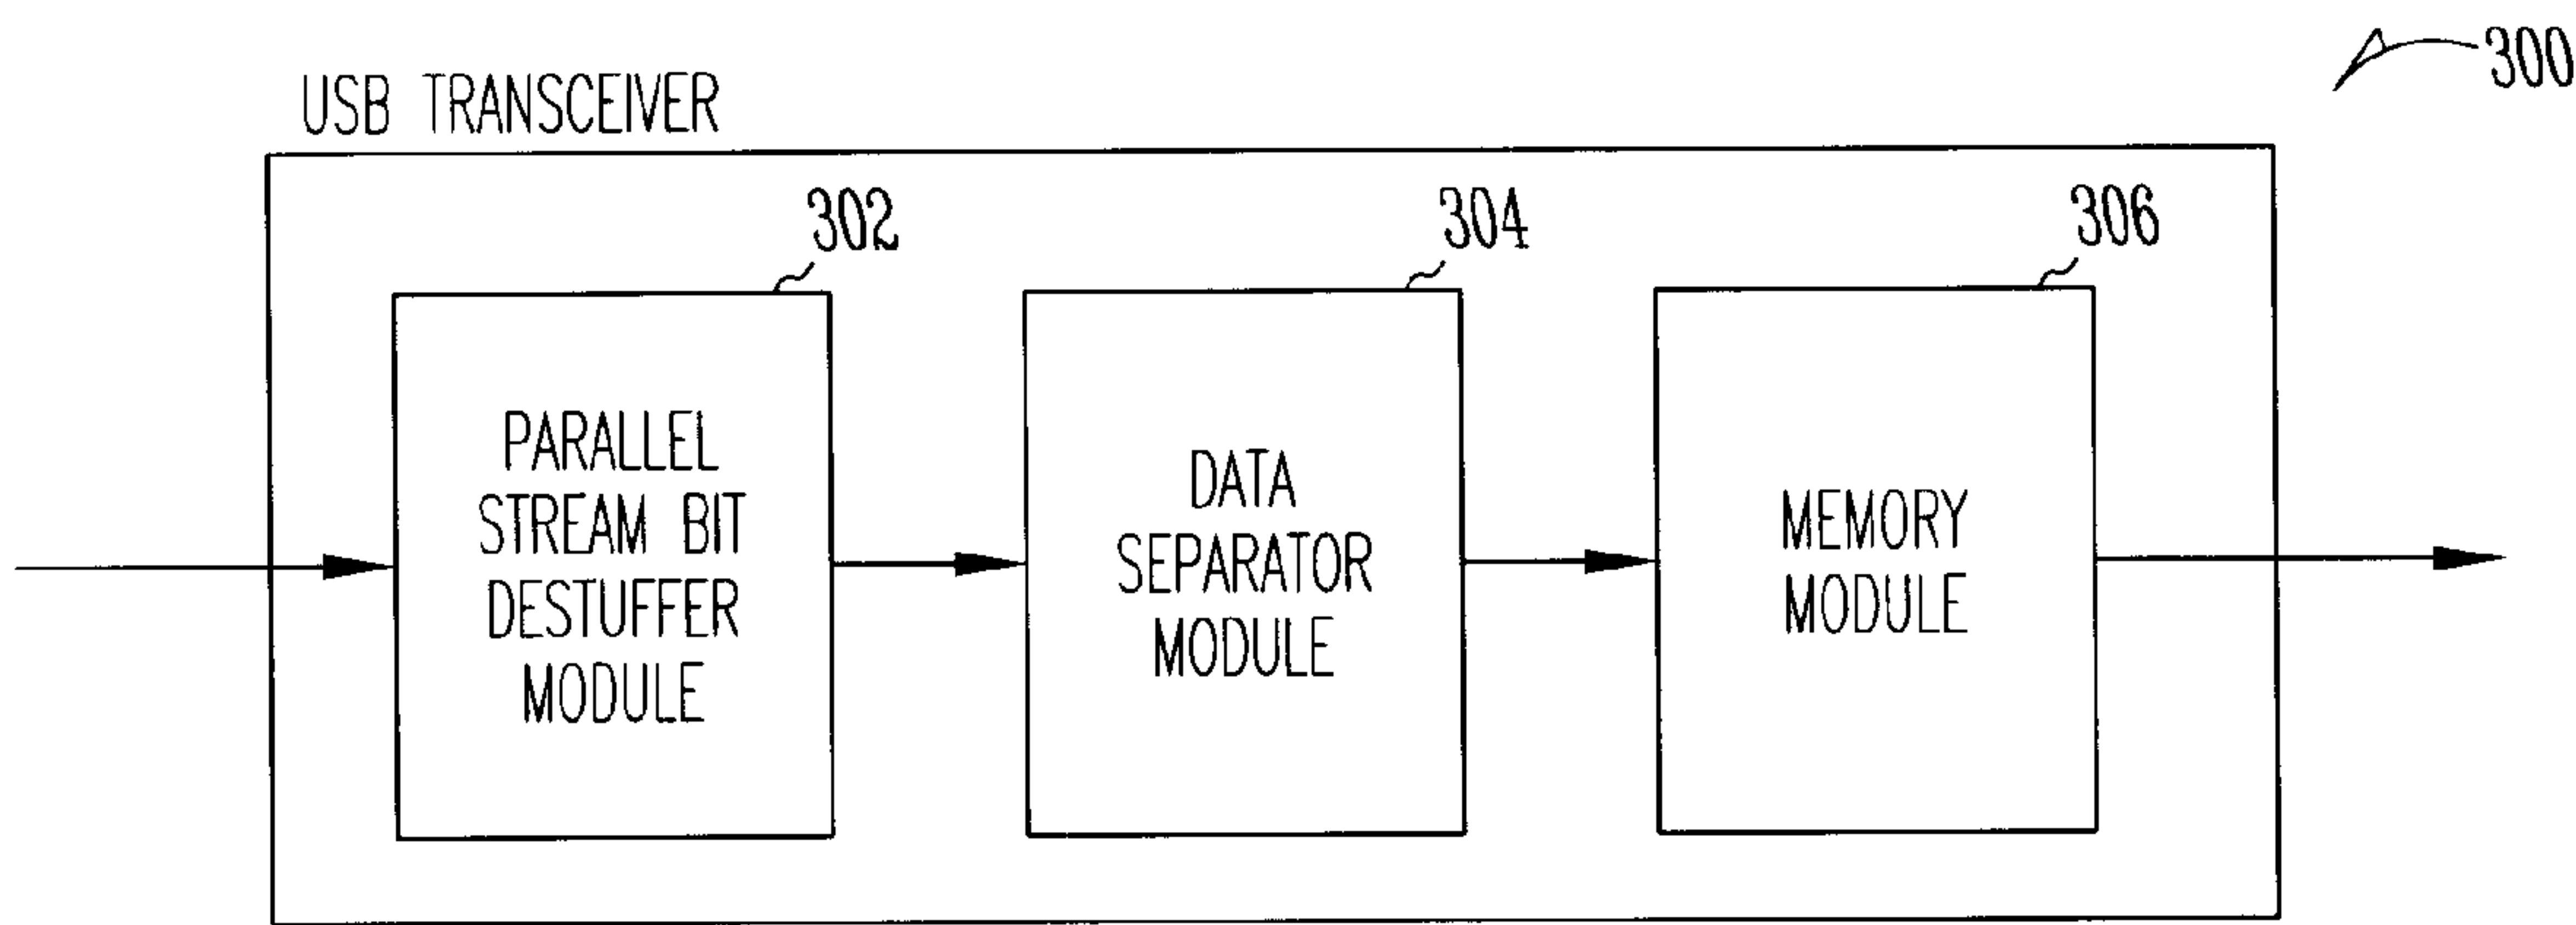 300
USB TRANSCEIVER
302
304
306
PARALLEL
STREAM BIT
DESTUFFER
MODULE
DATA
SEPARATOR
MODULE
MEMORY
MODULE